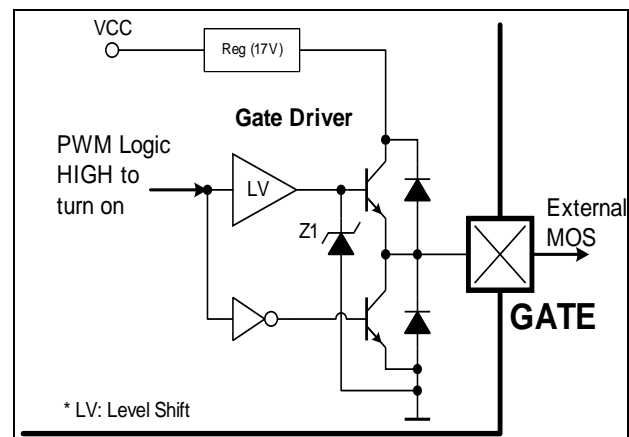 VCC
Reg (17V)
Gate Driver
PWM Logic
HIGH to
turn on
LV
Z1
External
MOS
GATE
* LV: Level Shift